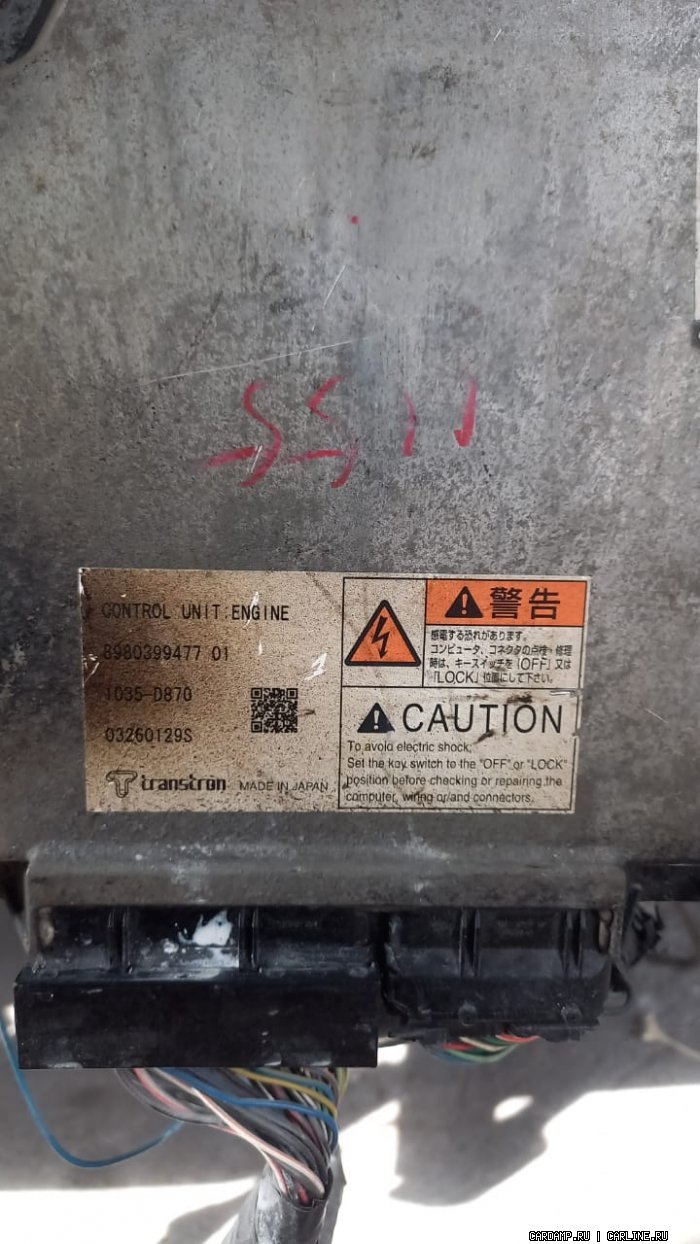 CONTROL UNIT;ENGINE
8980399477 01
1035-D870
03260129S
transtron MADE IN JAPAN
警告
感電する恐れがあります。
コンピュータ、コネクタの点検・修理
時は、キースイッチを「OFF」又は
「LOCK」位置にして下さい。
CAUTION
To avoid electric shock,
Set the key switch to the "OFF" or "LOCK"
position before checking or repairing the
computer, wiring or/and connectors.
CARDAMP.RU | CARLINE.RU